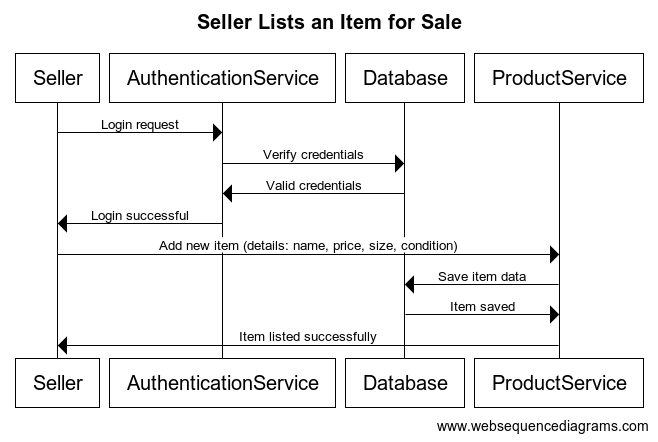 Seller Lists an Item for Sale
Seller
AuthenticationService
Database
ProductService
Login request
Verify credentials
Valid credentials
Login successful
Add new item (details: name, price, size, condition)
Save item data
Item saved
Item listed successfully
Seller
AuthenticationService
Database
ProductService
www.websequencediagrams.com